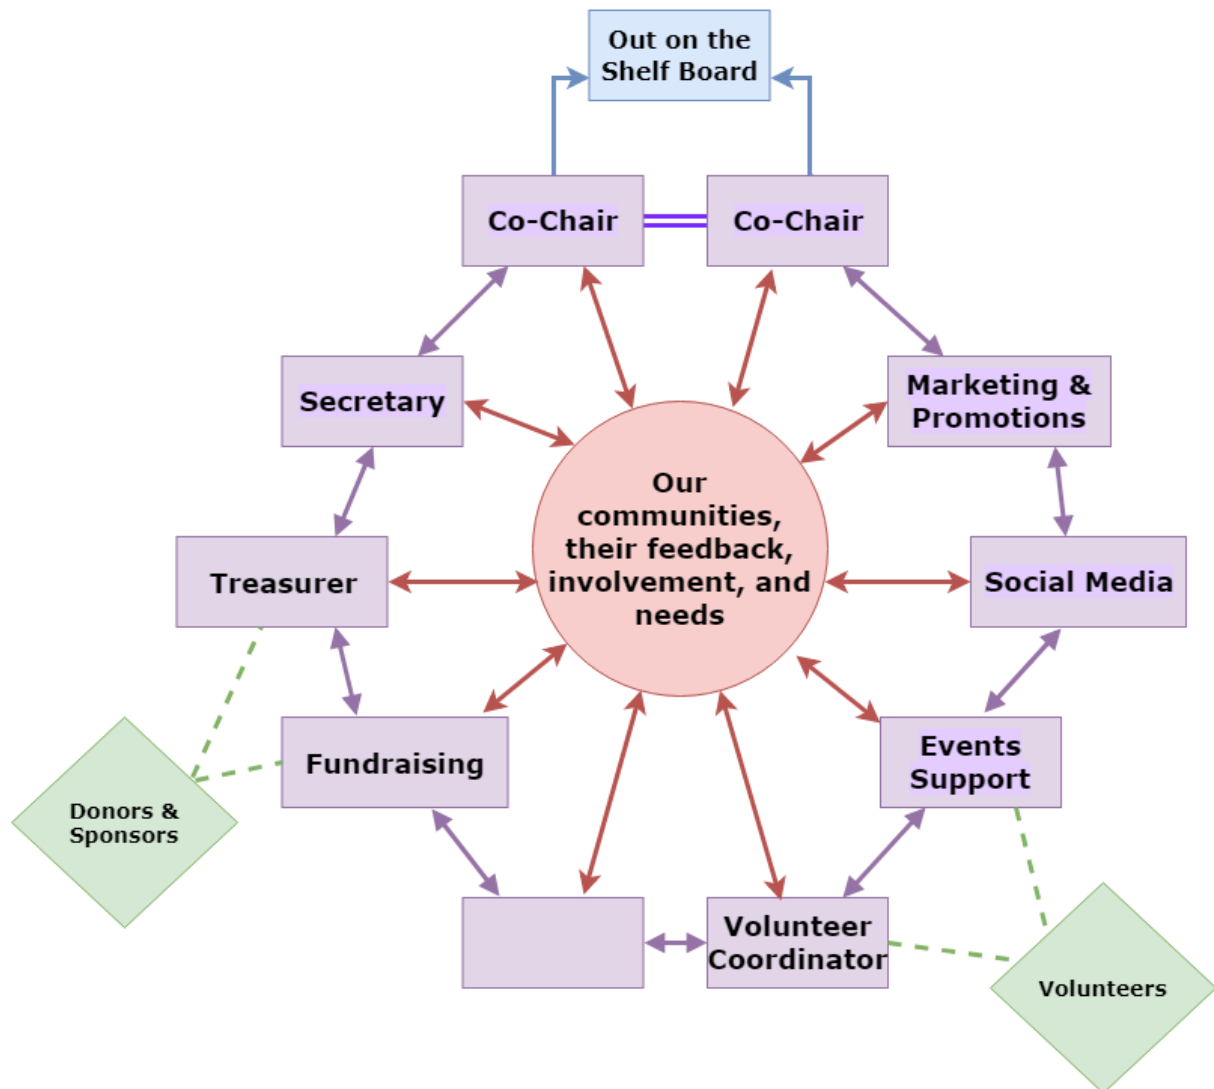 Out on the
Shelf Board
Co-Chair
Co-Chair
Secretary
Marketing &
Promotions
Our
communities,
their feedback,
involvement, and
needs
Treasurer
Social Media
Fundraising
Events
Support
Donors &
Sponsors
Volunteer
Coordinator
Volunteers